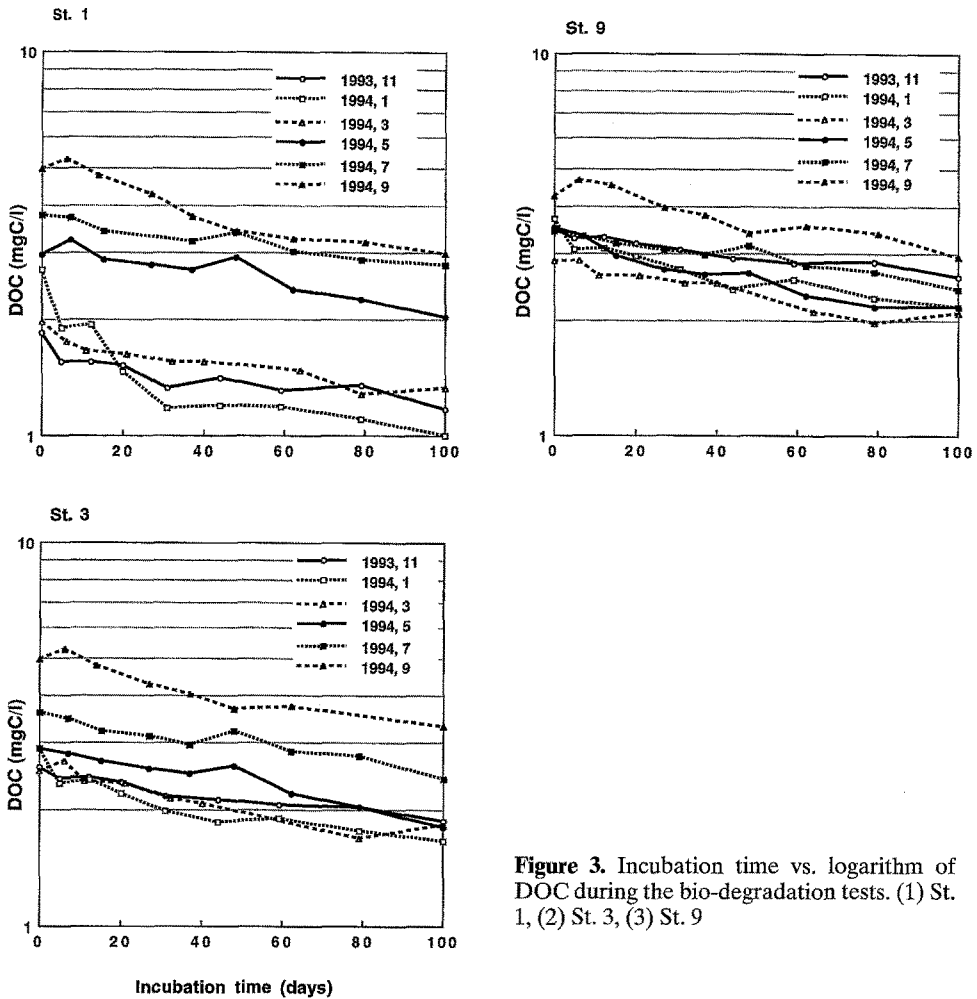 St. 1
10
1993, 11
1994, 1
1994, 3
1994, 5
1994, 7
1994, 9
DOC (mgC/l)
1
0 20 40 60 80 100
St. 9
10
1993, 11
1994, 1
1994, 3
1994, 5
1994, 7
1994, 9
DOC (mgC/l)
1
0 20 40 60 80 100
St. 3
10
1993, 11
1994, 1
1994, 3
1994, 5
1994, 7
1994, 9
DOC (mgC/l)
1
0 20 40 60 80 100
Incubation time (days)
Figure 3. Incubation time vs. logarithm of
DOC during the bio-degradation tests. (1) St.
1, (2) St. 3, (3) St. 9